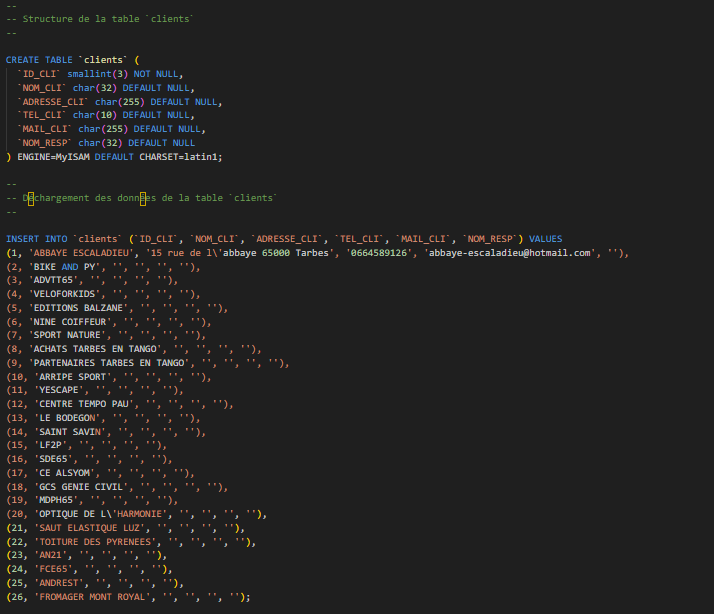 --
-- Structure de la table `clients`
--
CREATE TABLE `clients` (
`ID_CLI` smallint(3) NOT NULL,
`NOM_CLI` char(32) DEFAULT NULL,
`ADRESSE_CLI` char(255) DEFAULT NULL,
`TEL_CLI` char(10) DEFAULT NULL,
`MAIL_CLI` char(255) DEFAULT NULL,
`NOM_RESP` char(32) DEFAULT NULL
) ENGINE=MyISAM DEFAULT CHARSET=latin1;
--
-- Déchargement des données de la table `clients`
--
INSERT INTO `clients` (`ID_CLI`, `NOM_CLI`, `ADRESSE_CLI`, `TEL_CLI`, `MAIL_CLI`, `NOM_RESP`) VALUES
(1, 'ABBAYE ESCALADIEU', '15 rue de l\'abbaye 65000 Tarbes', '0664589126', 'abbaye-escaladieu@hotmail.com', ''),
(2, 'BIKE AND PY', '', '', '', ''),
(3, 'ADVTT65', '', '', '', ''),
(4, 'VELOFORKIDS', '', '', '', ''),
(5, 'EDITIONS BALZANE', '', '', '', ''),
(6, 'NINE COIFFEUR', '', '', '', ''),
(7, 'SPORT NATURE', '', '', '', ''),
(8, 'ACHATS TARBES EN TANGO', '', '', '', ''),
(9, 'PARTENAIRES TARBES EN TANGO', '', '', '', ''),
(10, 'ARRIPE SPORT', '', '', '', ''),
(11, 'YESCAPE', '', '', '', ''),
(12, 'CENTRE TEMPO PAU', '', '', '', ''),
(13, 'LE BODEGON', '', '', '', ''),
(14, 'SAINT SAVIN', '', '', '', ''),
(15, 'LF2P', '', '', '', ''),
(16, 'SDE65', '', '', '', ''),
(17, 'CE ALSYOM', '', '', '', ''),
(18, 'GCS GENIE CIVIL', '', '', '', ''),
(19, 'MDPH65', '', '', '', ''),
(20, 'OPTIQUE DE L\'HARMONIE', '', '', '', ''),
(21, 'SAUT ELASTIQUE LUZ', '', '', '', ''),
(22, 'TOITURE DES PYRENEES', '', '', '', ''),
(23, 'AN21', '', '', '', ''),
(24, 'FCE65', '', '', '', ''),
(25, 'ANDREST', '', '', '', ''),
(26, 'FROMAGER MONT ROYAL', '', '', '', '');